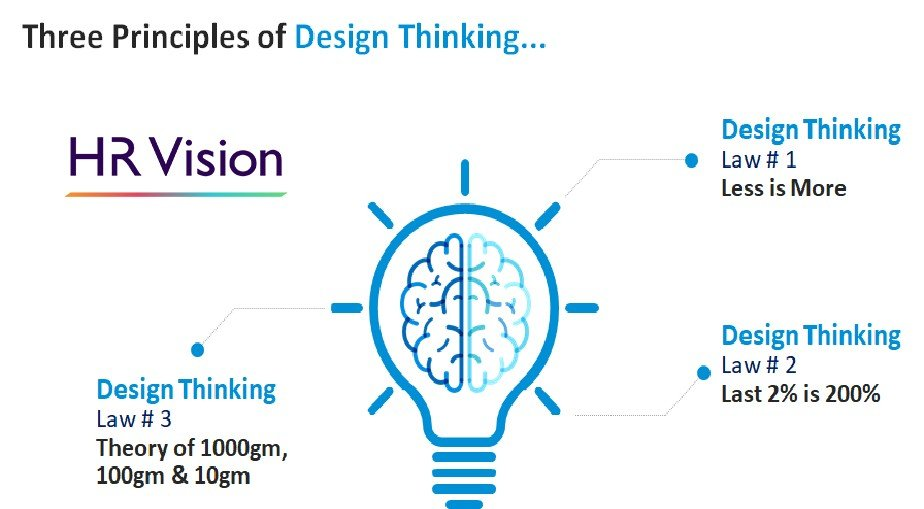 Three Principles of Design Thinking...
HR Vision
Design Thinking
Law # 1
Less is More
Design Thinking
Law # 2
Last 2% is 200%
Design Thinking
Law # 3
Theory of 1000gm,
100gm & 10gm